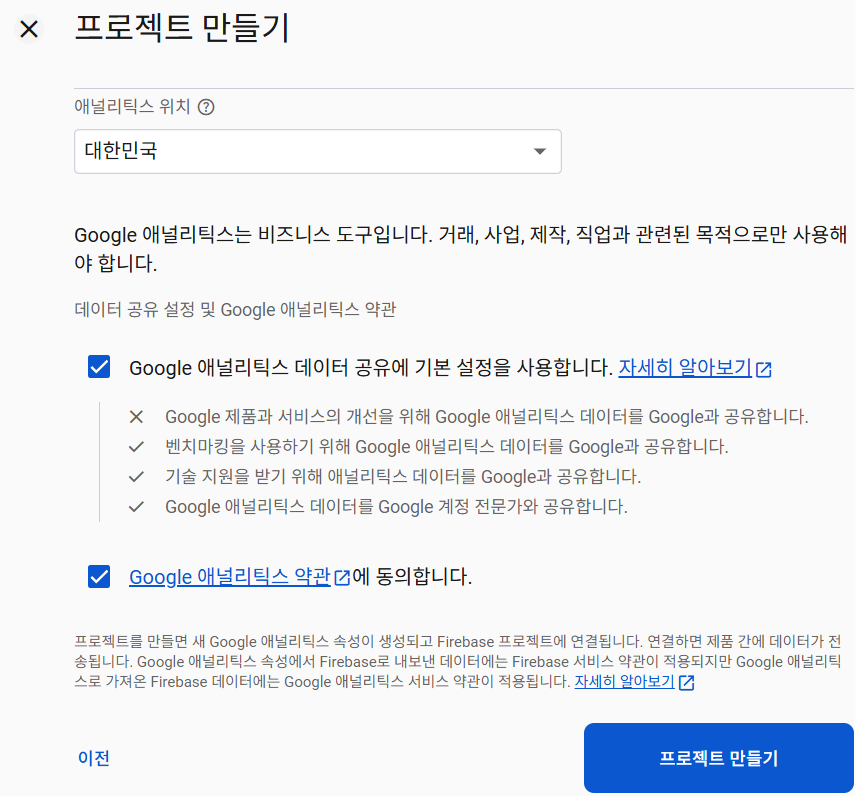 프로젝트 만들기
애널리틱스 위치
대한민국
Google 애널리틱스는 비즈니스 도구입니다. 거래, 사업, 제작, 직업과 관련된 목적으로만 사용해
야 합니다.
데이터 공유 설정 및 Google 애널리틱스 약관
Google 애널리틱스 데이터 공유에 기본 설정을 사용합니다. 자세히 알아보기
Google 제품과 서비스의 개선을 위해 Google 애널리틱스 데이터를 Google과 공유합니다.
벤치마킹을 사용하기 위해 Google 애널리틱스 데이터를 Google과 공유합니다.
기술 지원을 받기 위해 애널리틱스 데이터를 Google과 공유합니다.
Google 애널리틱스 데이터를 Google 계정 전문가와 공유합니다.
Google 애널리틱스 약관에 동의합니다.
프로젝트를 만들면 새 Google 애널리틱스 속성이 생성되고 Firebase 프로젝트에 연결됩니다. 연결하면 제품 간에 데이터가 전
송됩니다. Google 애널리틱스 속성에서 Firebase로 내보낸 데이터에는 Firebase 서비스 약관이 적용되지만 Google 애널리틱
스로 가져온 Firebase 데이터에는 Google 애널리틱스 서비스 약관이 적용됩니다. 자세히 알아보기
이전
프로젝트 만들기